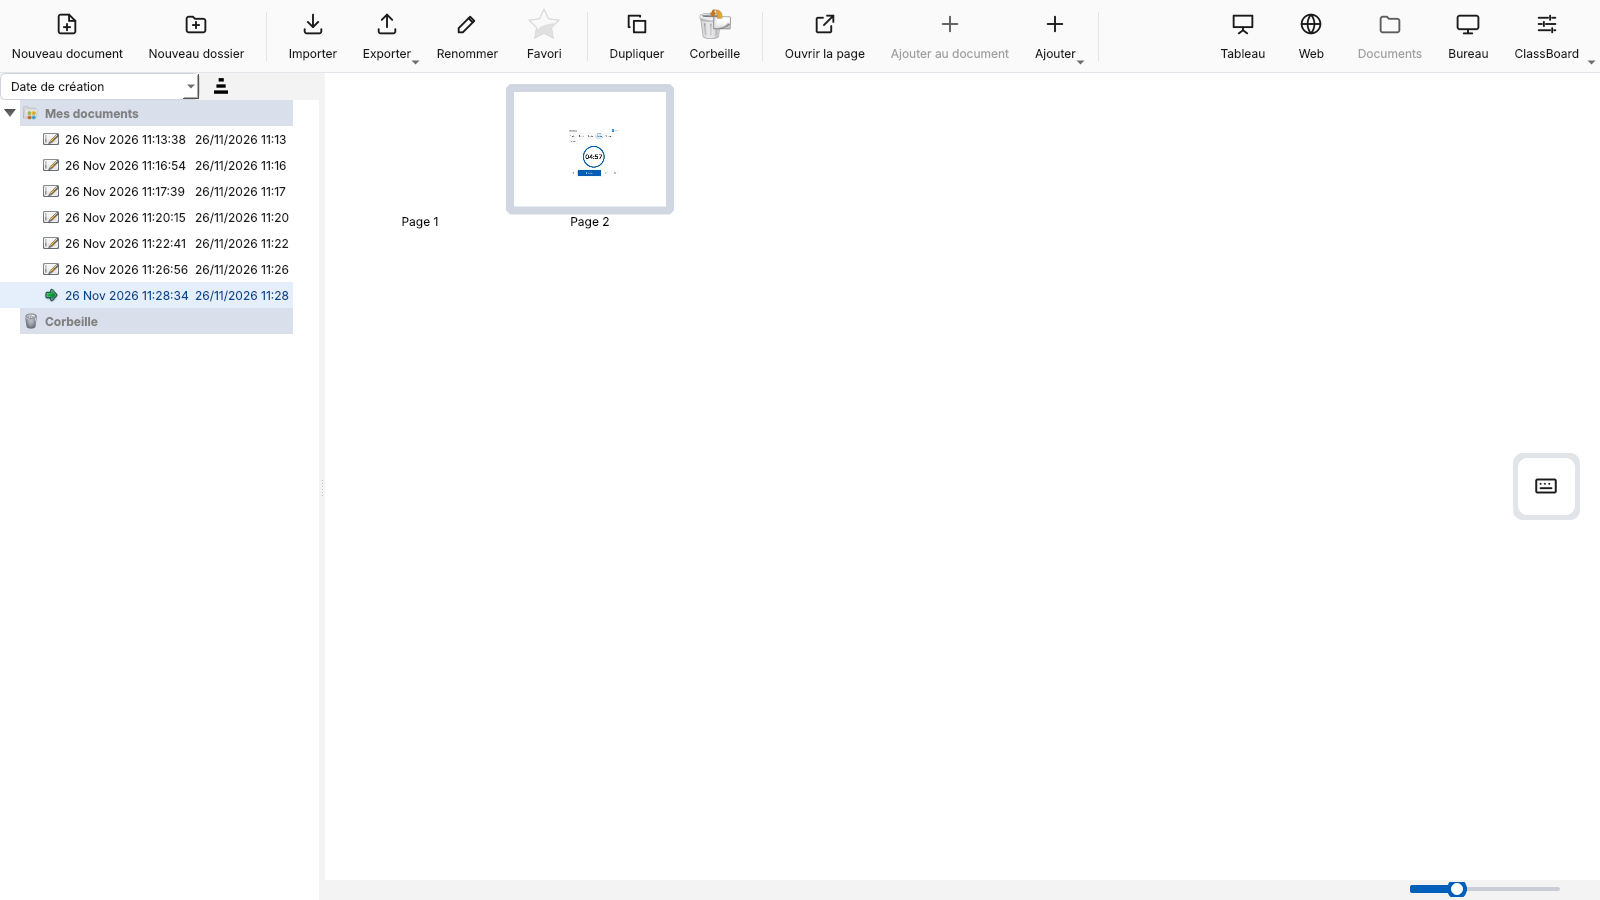 Nouveau document
Nouveau dossier
Importer
Exporter
Renommer
Favori
Dupliquer
Corbeille
Ouvrir la page
Ajouter au document
Ajouter
Tableau
Web
Documents
Bureau
ClassBoard
Date de création
Mes documents
26 Nov 2026 11:13:38 26/11/2026 11:13
26 Nov 2026 11:16:54 26/11/2026 11:16
26 Nov 2026 11:17:39 26/11/2026 11:17
26 Nov 2026 11:20:15 26/11/2026 11:20
26 Nov 2026 11:22:41 26/11/2026 11:22
26 Nov 2026 11:26:56 26/11/2026 11:26
26 Nov 2026 11:28:34 26/11/2026 11:28
Corbeille
04:57
Page 1
Page 2